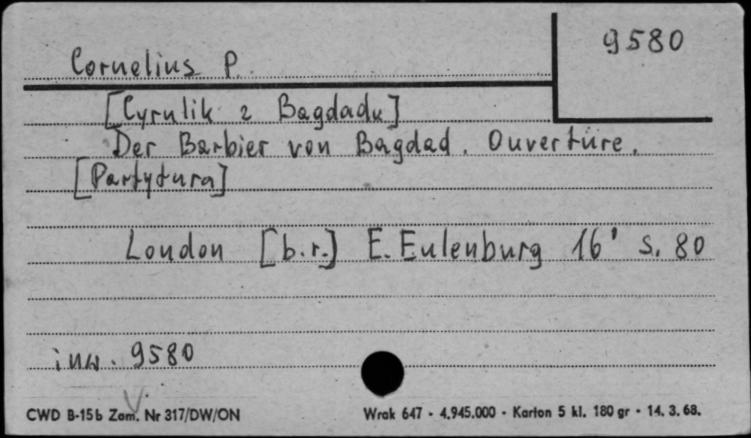 9580
Cornelius P.
[Cyrulik z Bagdadu]
Der Barbier von Bagdad. Ouvertüre.
[Partytura]
London [b.r.] E. Eulenburg 16' s. 80
inw. 9580
CWD B-15b Zam. Nr 317/DW/ON Wrak 647 - 4.945.000 - Karton 5 kl. 180 gr - 14. 3. 68.